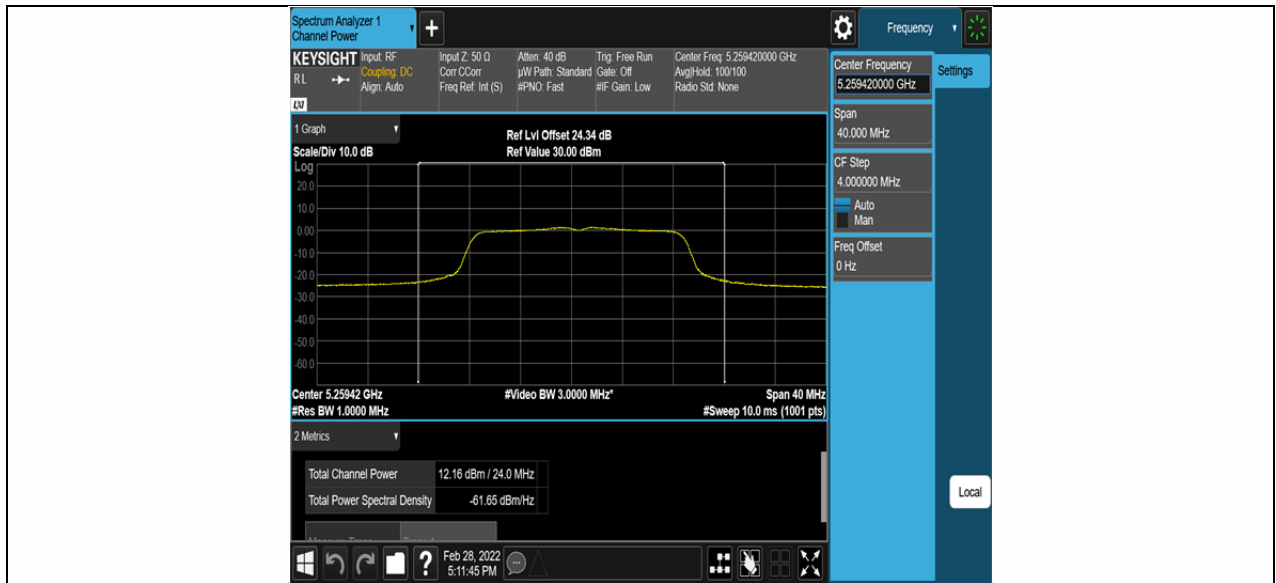 Spectrum Analyzer 1
Channel Power
Frequency
KEYSIGHT
RL
LXI
Input: RF
Coupling: DC
Align: Auto
Input Z: 50 Ω
Corr CCorr
Freq Ref: Int (S)
Atten: 40 dB
µW Path: Standard
#PNO: Fast
Trig: Free Run
Gate: Off
#IF Gain: Low
Center Freq: 5.259420000 GHz
Avg|Hold: 100/100
Radio Std: None
Center Frequency
5.259420000 GHz
Settings
Span
40.000 MHz
CF Step
4.000000 MHz
Auto
Man
Freq Offset
0 Hz
Local
1 Graph
Ref Lvl Offset 24.34 dB
Scale/Div 10.0 dB
Ref Value 30.00 dBm
Log
20.0
10.0
0.00
-10.0
-20.0
-30.0
-40.0
-50.0
-60.0
Center 5.25942 GHz
#Video BW 3.0000 MHz*
Span 40 MHz
#Res BW 1.0000 MHz
#Sweep 10.0 ms (1001 pts)
2 Metrics
Total Channel Power 12.16 dBm / 24.0 MHz
Total Power Spectral Density -61.65 dBm/Hz
?
Feb 28, 2022
5:11:45 PM